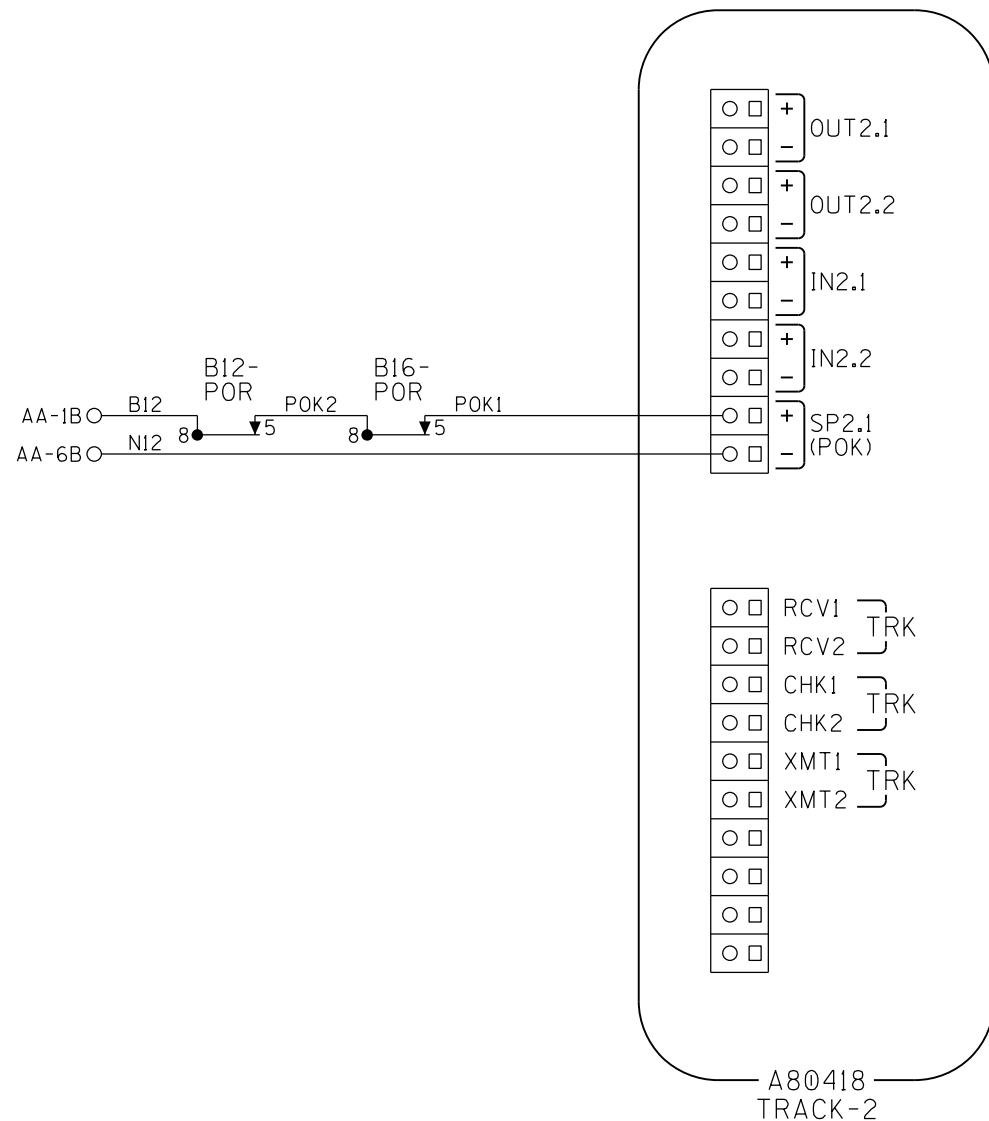 +
OUT2.1
−
+
OUT2.2
−
+
IN2.1
−
+
IN2.2
−
B12-
POR
B16-
POR
AA-1B B12 POK2 POK1
8 5 8 5
+
SP2.1
(POK)
−
AA-6B N12
RCV1
TRK
RCV2
CHK1
TRK
CHK2
XMT1
TRK
XMT2
A80418
TRACK-2